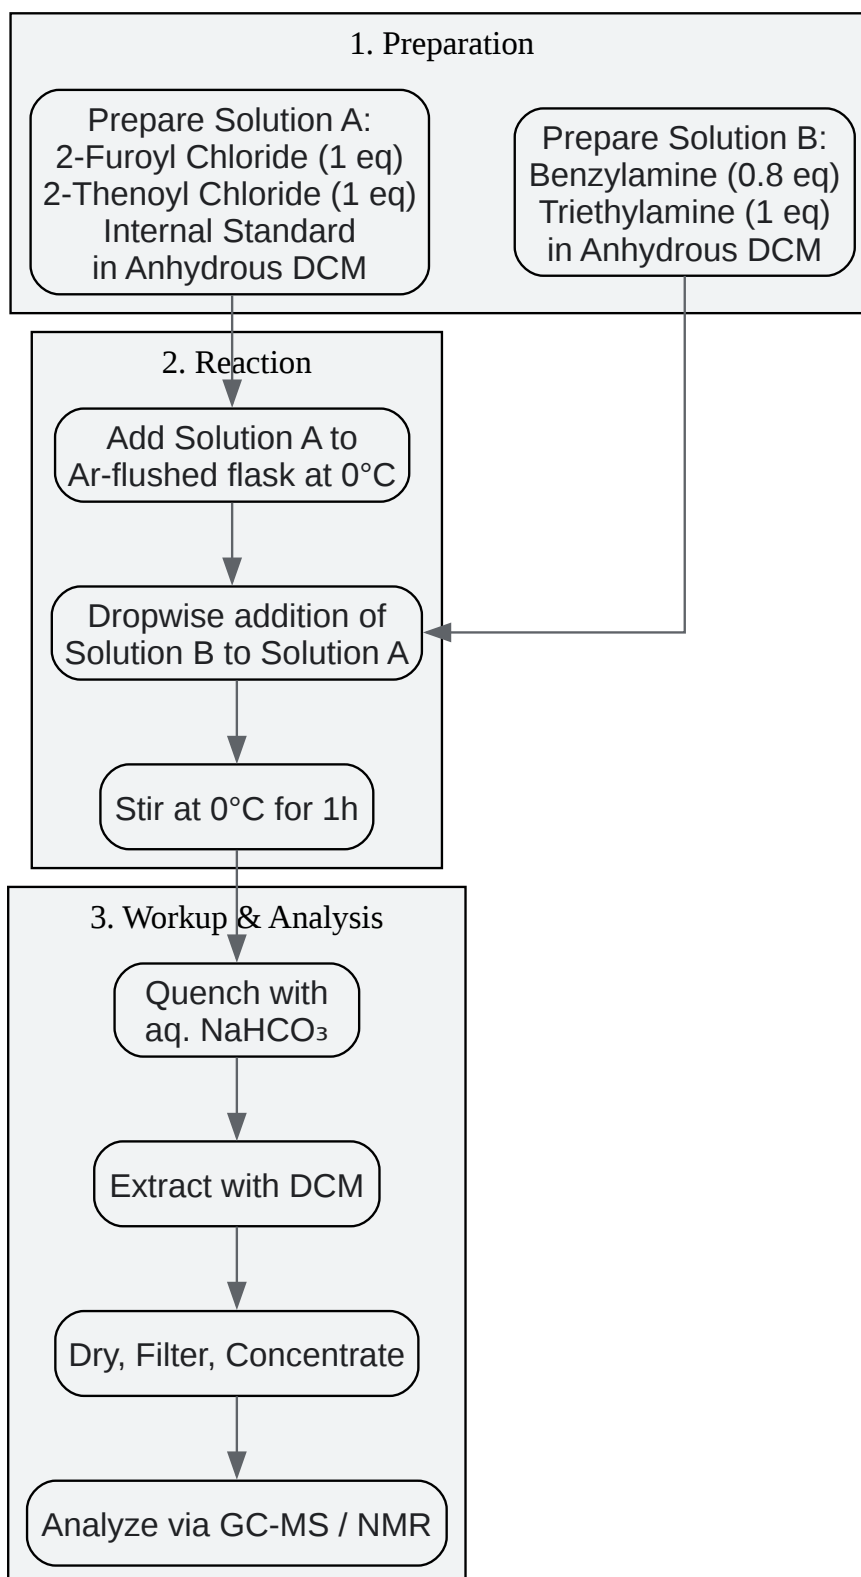 1. Preparation
Prepare Solution A:
2-Furoyl Chloride (1 eq)
2-Thenoyl Chloride (1 eq)
Internal Standard
in Anhydrous DCM
Prepare Solution B:
Benzylamine (0.8 eq)
Triethylamine (1 eq)
in Anhydrous DCM
2. Reaction
Add Solution A to
Ar-flushed flask at 0°C
Dropwise addition of
Solution B to Solution A
Stir at 0°C for 1h
3. Workup & Analysis
Quench with
aq. NaHCO₃
Extract with DCM
Dry, Filter, Concentrate
Analyze via GC-MS / NMR